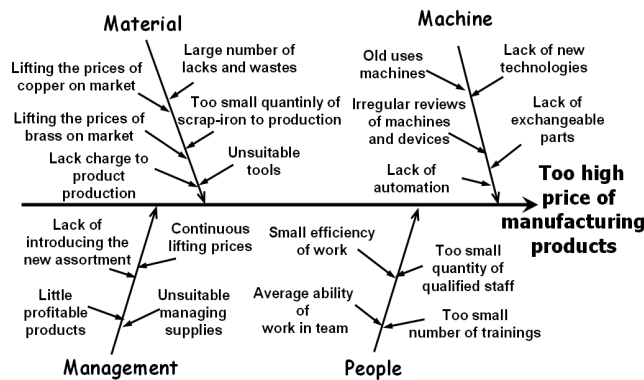 Material
Machine
Large number of
lacks and wastes
Lifting the prices of
copper on market
Too small quantinly of
scrap-iron to production
Lifting the prices of
brass on market
Lack charge to
product
production
Unsuitable
tools
Old uses
machines
Lack of new
technologies
Irregular reviews
of machines
and devices
Lack of
exchangeable
parts
Lack of
automation
Too high
price of
manufacturing
products
Lack of
introducing the
new assortment
Continuous
lifting prices
Little
profitable
products
Unsuitable
managing
supplies
Small efficiency
of work
Too small
quantity of
qualified staff
Average ability
of
work in team
Too small
number of trainings
Management
People